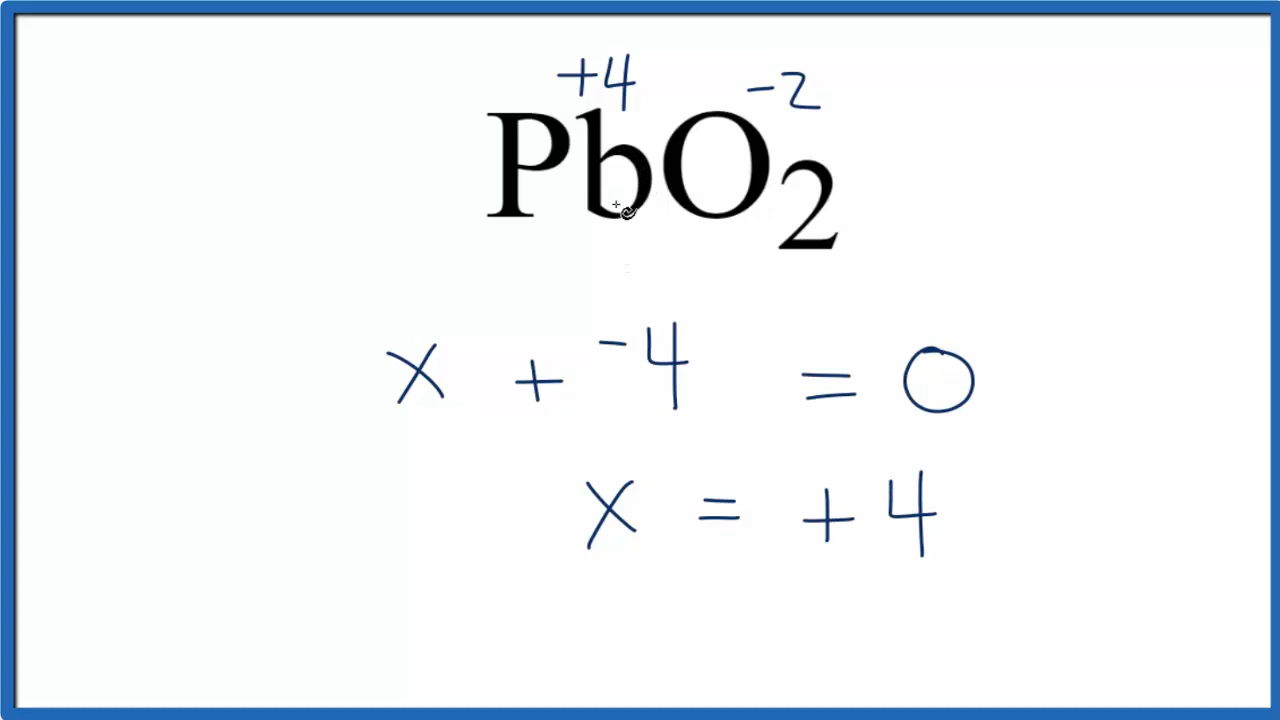 +4 -2
PbO₂
x + -4 = 0
x = +4